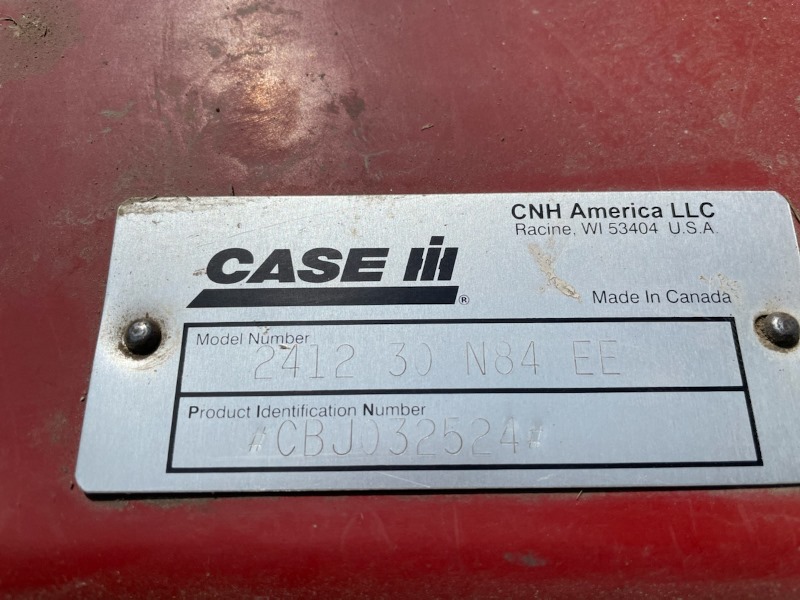 CNH America LLC
Racine, WI 53404 U.S.A.
CASE IH ®
Made In Canada
Model Number
2412 30 N84 EE
Product Identification Number
#CBJ032524#